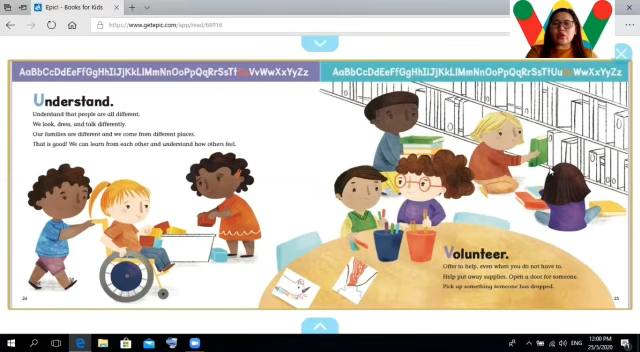 Epic! - Books for Kids
https://www.getepic.com/app/read/68916
AaBbCcDdEeFfGgHhIiJjKkLlMmNnOoPpQqRrSsTtUuVvWwXxYyZz
AaBbCcDdEeFfGgHhIiJjKkLlMmNnOoPpQqRrSsTtUuVvWwXxYyZz
Understand.
Understand that people are all different.
We look, dress, and talk differently.
Our families are different and we come from different places.
That is good! We can learn from each other and understand how others feel.
Volunteer.
Offer to help, even when you do not have to.
Help put away supplies. Open a door for someone.
Pick up something someone has dropped.
24
25
ENG
12:00 PM
25/5/2020